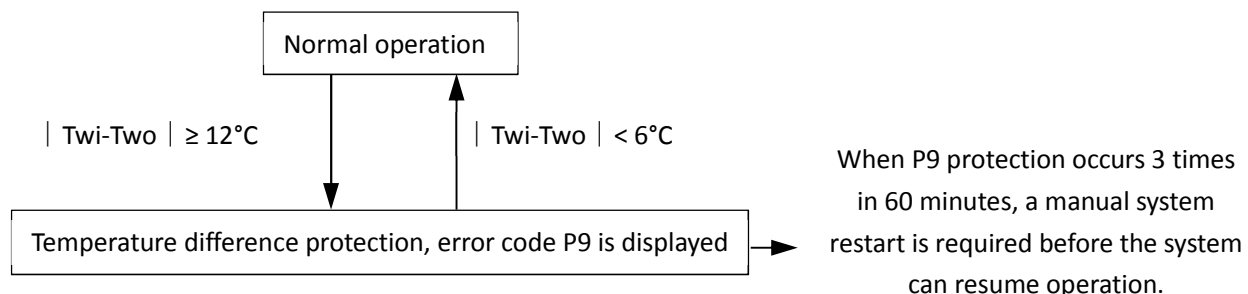 Normal operation
| Twi-Two | ≥ 12°C
| Twi-Two | < 6°C
Temperature difference protection, error code P9 is displayed
When P9 protection occurs 3 times
in 60 minutes, a manual system
restart is required before the system
can resume operation.